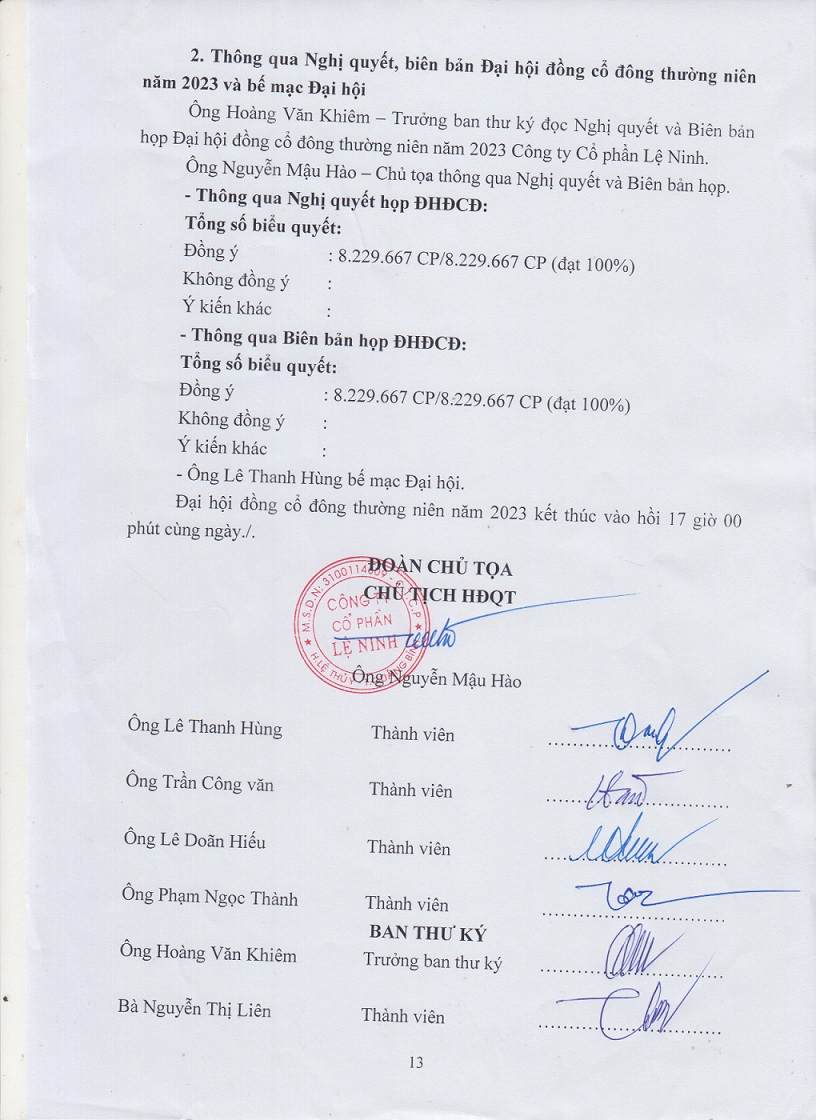 2. Thông qua Nghị quyết, biên bản Đại hội đồng cổ đông thường niên
năm 2023 và bế mạc Đại hội
Ông Hoàng Văn Khiêm – Trưởng ban thư ký đọc Nghị quyết và Biên bản
họp Đại hội đồng cổ đông thường niên năm 2023 Công ty Cổ phần Lệ Ninh.
Ông Nguyễn Mậu Hào – Chủ tọa thông qua Nghị quyết và Biên bản họp.
- Thông qua Nghị quyết họp ĐHĐCĐ:
Tổng số biểu quyết:
Đồng ý : 8.229.667 CP/8.229.667 CP (đạt 100%)
Không đồng ý :
Ý kiến khác :
- Thông qua Biên bản họp ĐHĐCĐ:
Tổng số biểu quyết:
Đồng ý : 8.229.667 CP/8.229.667 CP (đạt 100%)
Không đồng ý :
Ý kiến khác :
- Ông Lê Thanh Hùng bế mạc Đại hội.
Đại hội đồng cổ đông thường niên năm 2023 kết thúc vào hồi 17 giờ 00
phút cùng ngày./.
ĐOÀN CHỦ TỌA
CHỦ TỊCH HĐQT
M.S.D.N: 3100114009
CÔNG TY
CỔ PHẦN
LỆ NINH
H.LỆ THỦY
Ông Nguyễn Mậu Hào
Ông Lê Thanh Hùng Thành viên
Ông Trần Công văn Thành viên
Ông Lê Doãn Hiếu Thành viên
Ông Phạm Ngọc Thành Thành viên
BAN THƯ KÝ
Ông Hoàng Văn Khiêm Trưởng ban thư ký
Bà Nguyễn Thị Liên Thành viên
13